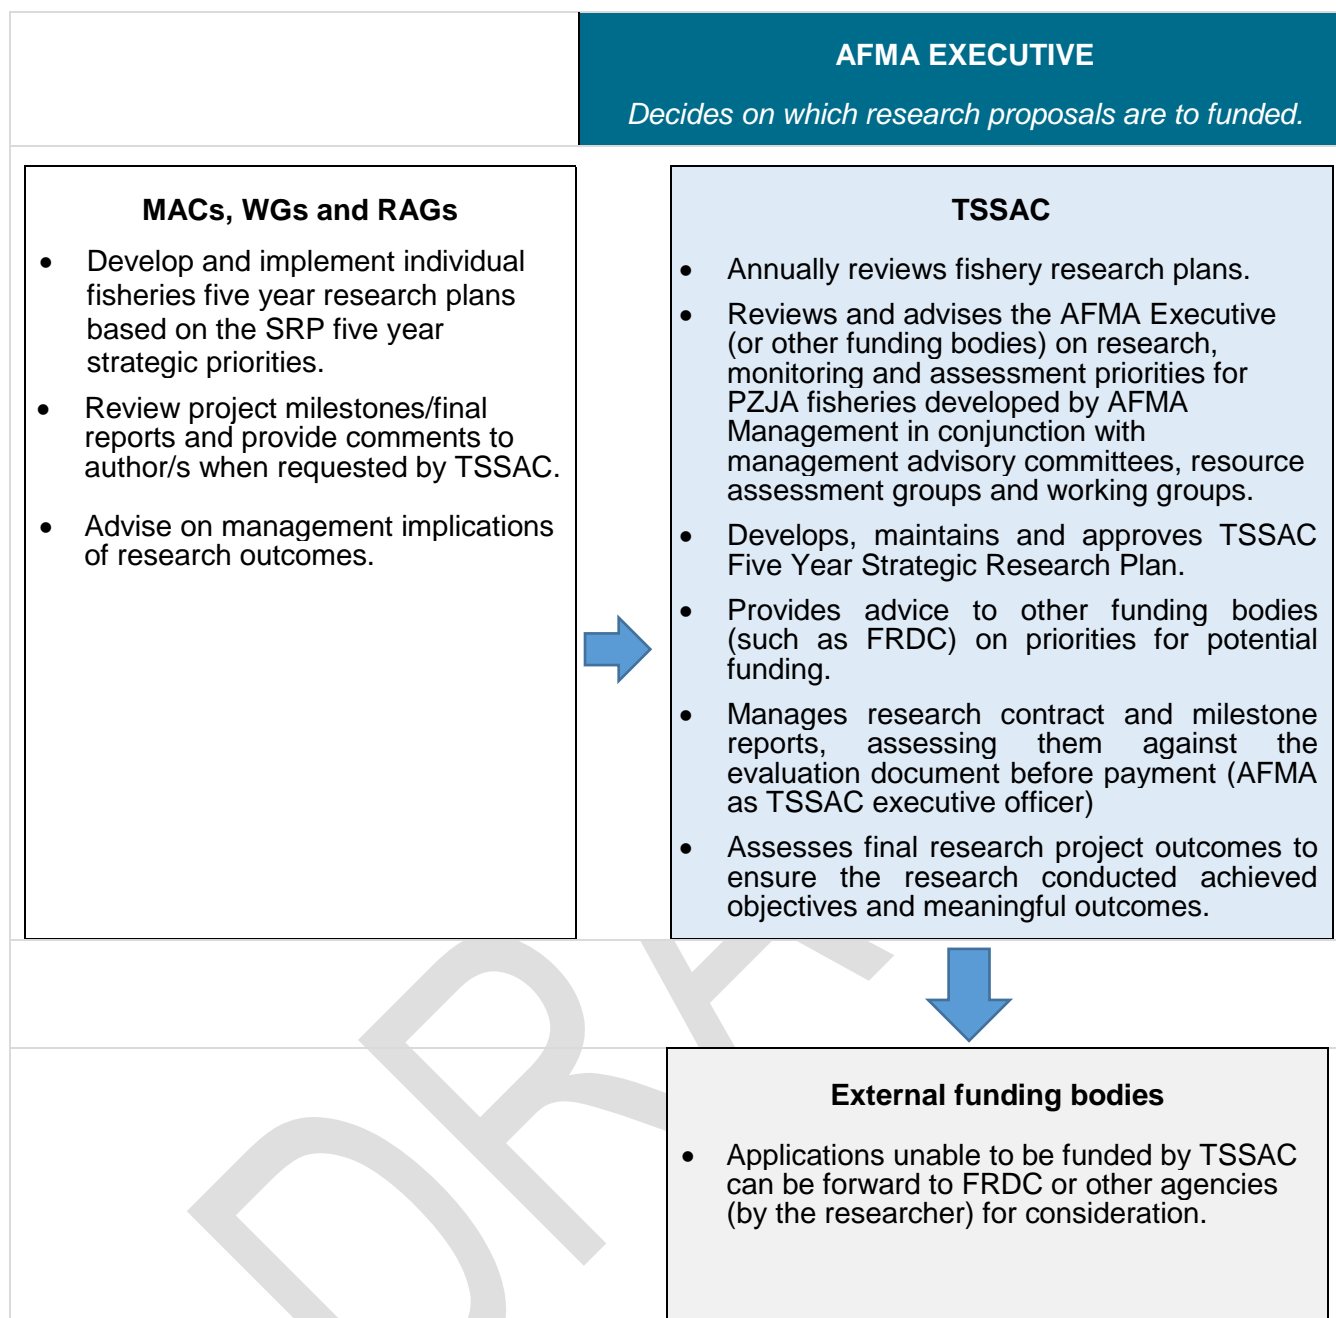 AFMA EXECUTIVE
Decides on which research proposals are to funded.
MACs, WGs and RAGs
• Develop and implement individual
fisheries five year research plans
based on the SRP five year
strategic priorities.
• Review project milestones/final
reports and provide comments to
author/s when requested by TSSAC.
• Advise on management implications
of research outcomes.
TSSAC
• Annually reviews fishery research plans.
• Reviews and advises the AFMA Executive
(or other funding bodies) on research,
monitoring and assessment priorities for
PZJA fisheries developed by AFMA
Management in conjunction with
management advisory committees, resource
assessment groups and working groups.
• Develops, maintains and approves TSSAC
Five Year Strategic Research Plan.
• Provides advice to other funding bodies
(such as FRDC) on priorities for potential
funding.
• Manages research contract and milestone
reports, assessing them against the
evaluation document before payment (AFMA
as TSSAC executive officer)
• Assesses final research project outcomes to
ensure the research conducted achieved
objectives and meaningful outcomes.
External funding bodies
• Applications unable to be funded by TSSAC
can be forward to FRDC or other agencies
(by the researcher) for consideration.
DRA